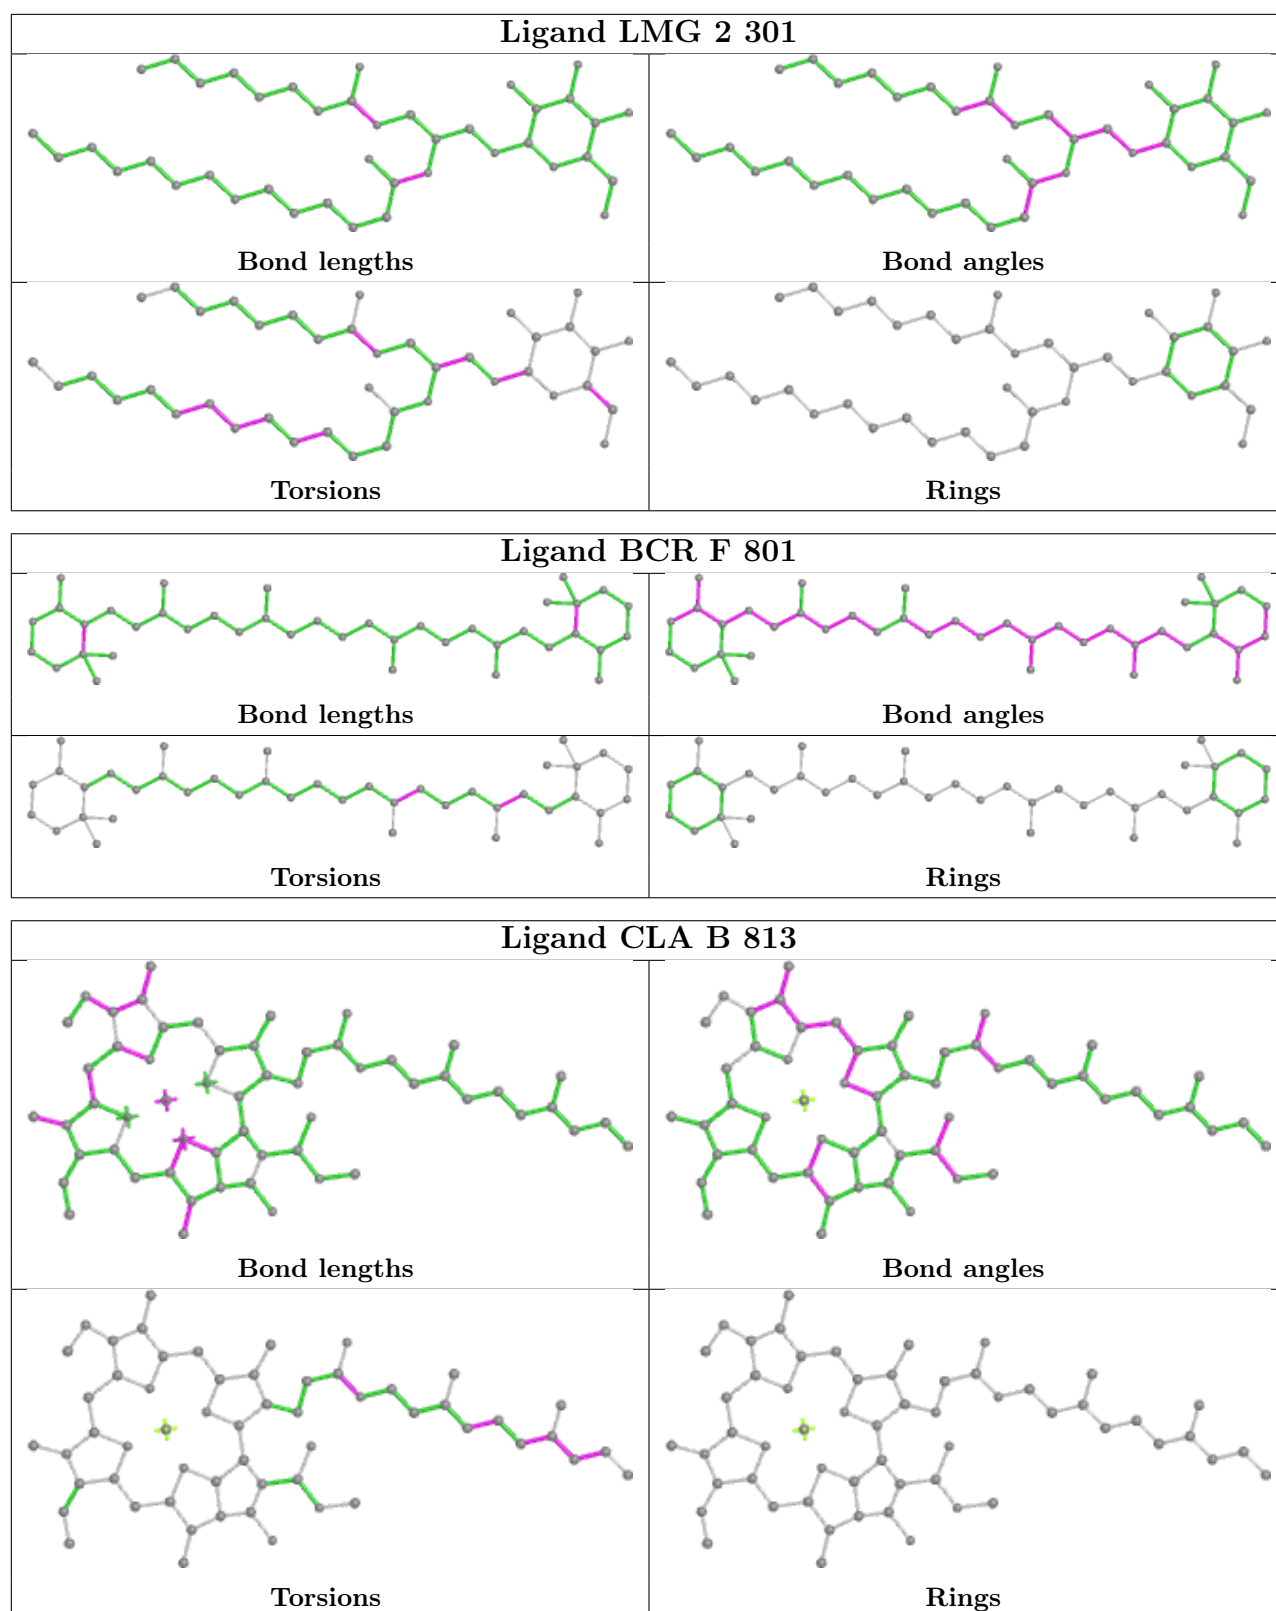 Ligand LMG 2 301
Bond lengths
Bond angles
Torsions
Rings
Ligand BCR F 801
Bond lengths
Bond angles
Torsions
Rings
Ligand CLA B 813
Bond lengths
Bond angles
Torsions
Rings